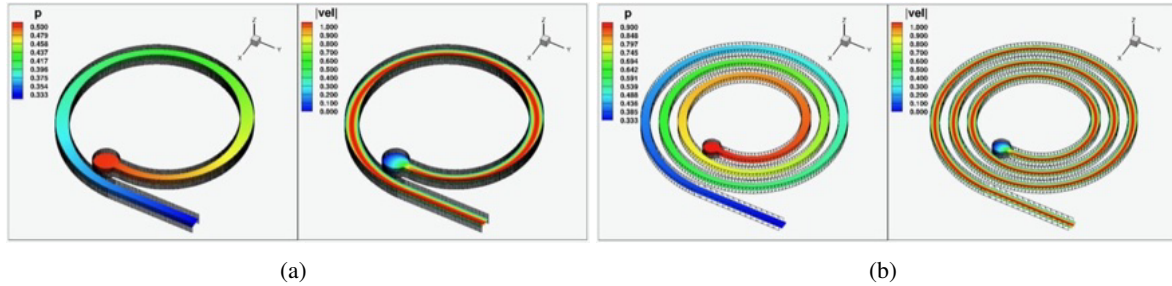 p
0.500
0.479
0.458
0.437
0.417
0.396
0.375
0.354
0.333
Z
X
Y
|vel|
1.000
0.900
0.800
0.700
0.600
0.500
0.400
0.300
0.200
0.100
0.000
Z
X
Y
p
0.930
0.848
0.797
0.745
0.694
0.642
0.591
0.539
0.488
0.436
0.385
0.333
Z
X
Y
|vel|
1.000
0.900
0.800
0.700
0.600
0.500
0.400
0.300
0.200
0.100
0.000
Z
X
Y
(a)
(b)